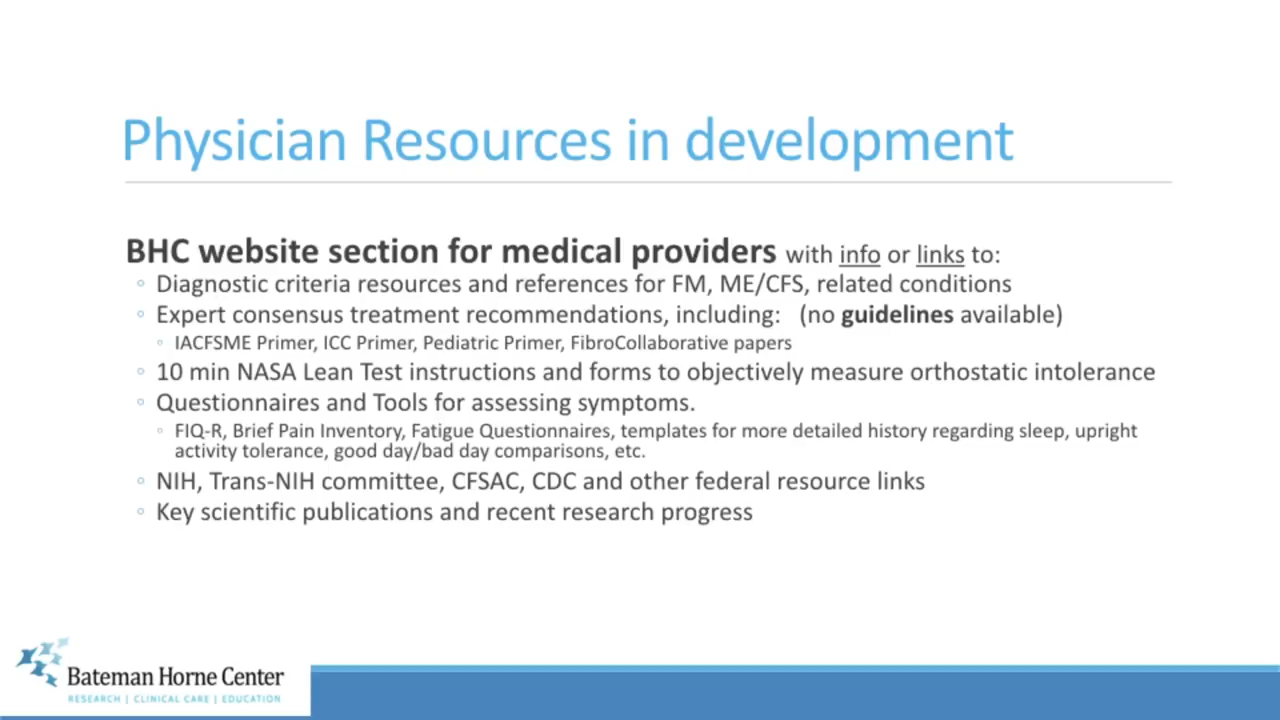 Physician Resources in development
BHC website section for medical providers with info or links to:
◦ Diagnostic criteria resources and references for FM, ME/CFS, related conditions
◦ Expert consensus treatment recommendations, including: (no guidelines available)
◦ IACFSME Primer, ICC Primer, Pediatric Primer, FibroCollaborative papers
◦ 10 min NASA Lean Test instructions and forms to objectively measure orthostatic intolerance
◦ Questionnaires and Tools for assessing symptoms.
◦ FIQ-R, Brief Pain Inventory, Fatigue Questionnaires, templates for more detailed history regarding sleep, upright
activity tolerance, good day/bad day comparisons, etc.
◦ NIH, Trans-NIH committee, CFSAC, CDC and other federal resource links
◦ Key scientific publications and recent research progress
Bateman Horne Center
RESEARCH | CLINICAL CARE | EDUCATION